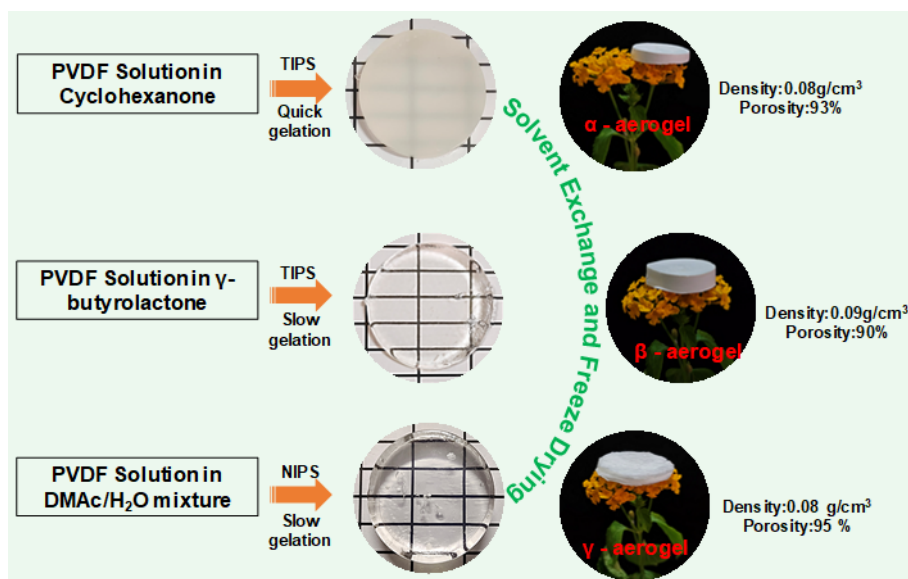 PVDF Solution in
Cyclohexanone
TIPS
Quick
gelation
α - aerogel
Density:0.08g/cm³
Porosity:93%
Solvent Exchange and Freeze Drying
PVDF Solution in γ-
butyrolactone
TIPS
Slow
gelation
β - aerogel
Density:0.09g/cm³
Porosity:90%
PVDF Solution in
DMAc/H₂O mixture
NIPS
Slow
gelation
γ - aerogel
Density:0.08 g/cm³
Porosity:95 %